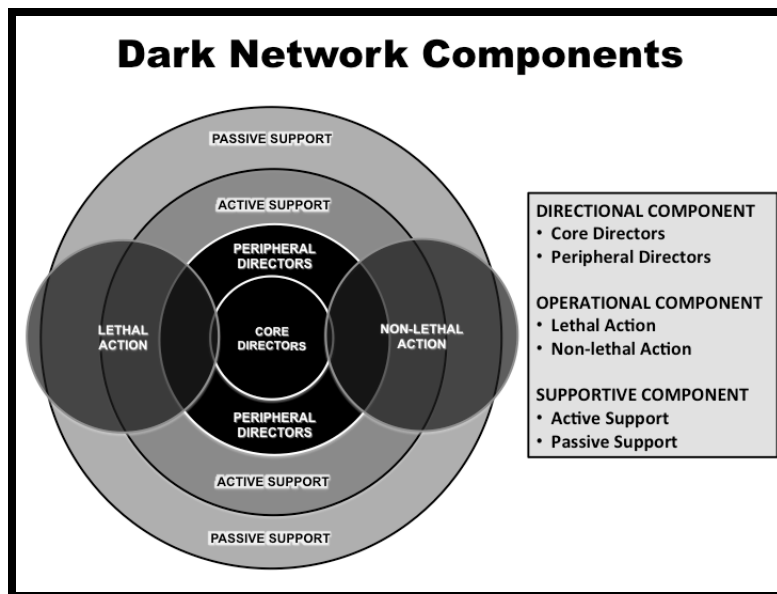 Dark Network Components
PASSIVE SUPPORT
ACTIVE SUPPORT
PERIPHERAL
DIRECTORS
LETHAL
ACTION
CORE
DIRECTORS
NON-LETHAL
ACTION
PERIPHERAL
DIRECTORS
ACTIVE SUPPORT
PASSIVE SUPPORT
DIRECTIONAL COMPONENT
• Core Directors
• Peripheral Directors
OPERATIONAL COMPONENT
• Lethal Action
• Non-lethal Action
SUPPORTIVE COMPONENT
• Active Support
• Passive Support